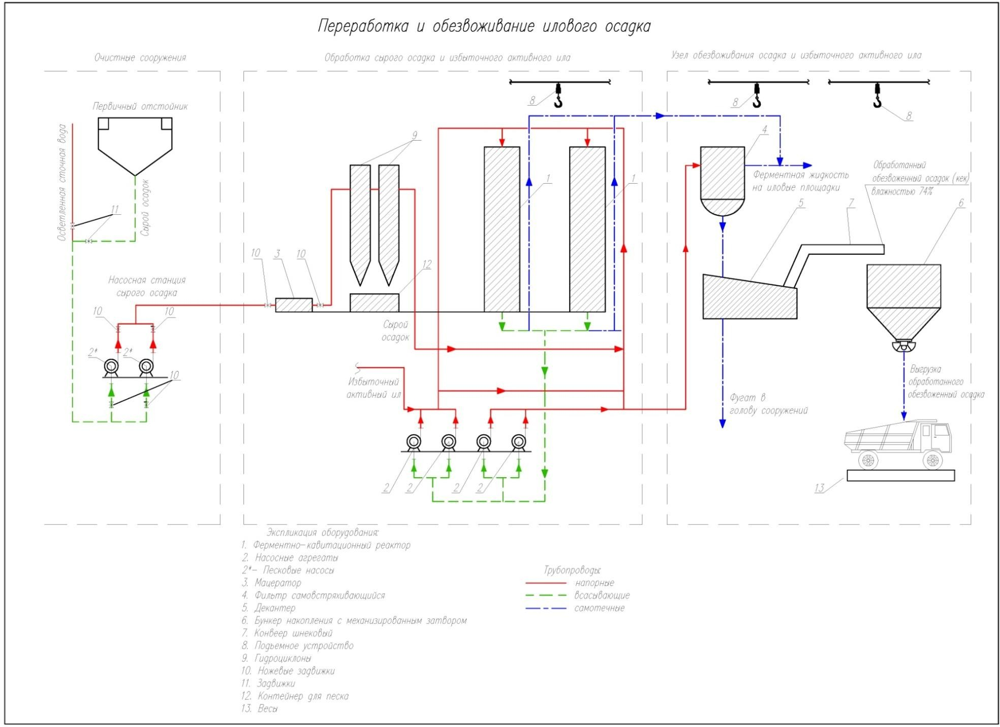 Переработка и обезвоживание илового осадка
Очистные сооружения
Обработка сырого осадка и избыточного активного ила
Узел обезвоживания осадка и избыточного активного ила
Первичный отстойник
Осветленная сточная вода
Сырой осадок
11
Насосная станция
сырого осадка
10
10
2*
2*
10
10
3
10
9
12
8
1
1
Сырой
осадок
Избыточный
активный ил
2
2
2
2
8
8
4
Ферментная жидкость
на иловые площадки
Обработанный
обезвоженный осадок (кек)
влажностью 74%
5
7
6
Фугат в
голову сооружений
Выгрузка
обработанного
обезвоженный осадка
13
Экспликация оборудования:
1. Ферментно-кавитационный реактор
2. Насосные агрегаты
2*- Песковые насосы
3. Мацератор
4. Фильтр самовстряхивающийся
5. Декантер
6. Бункер накопления с механизированным затвором
7. Конвеер шнековый
8. Подъемное устройство
9. Гидроциклоны
10. Ножевые задвижки
11. Задвижки
12. Контейнер для песка
13. Весы
Трубопроводы:
напорные
всасывающие
самотечные